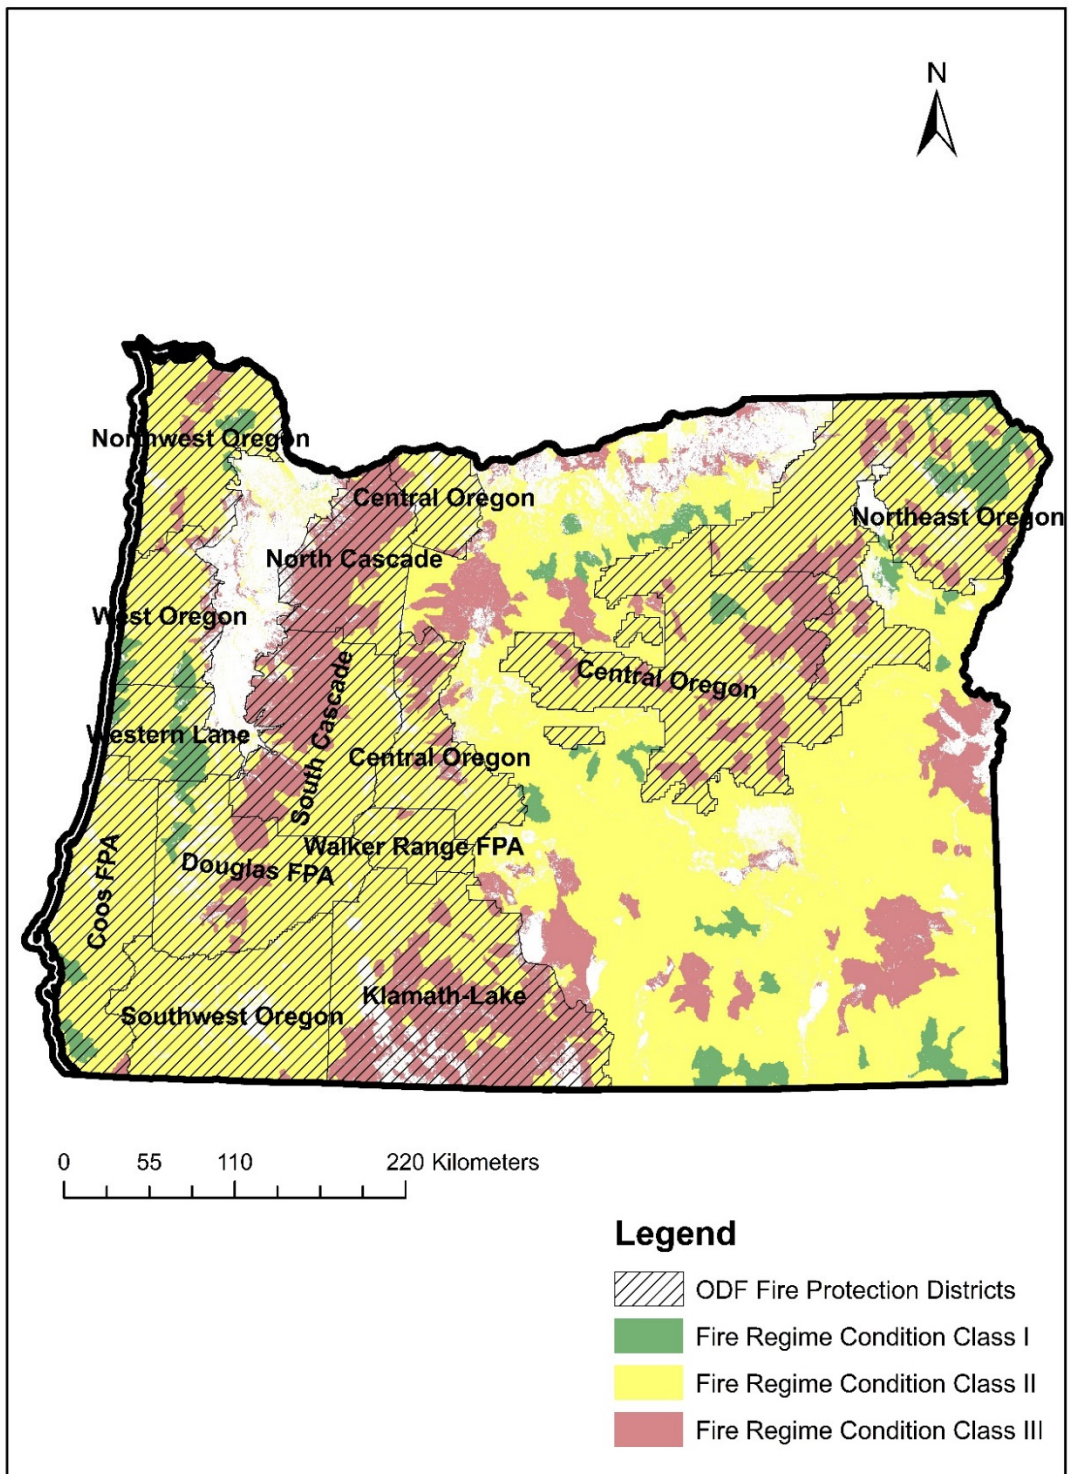 N
Northwest Oregon
Central Oregon
Northeast Oregon
North Cascade
West Oregon
Central Oregon
Western Lane
South Cascade
Central Oregon
Walker Range FPA
Douglas FPA
Coos FPA
Klamath-Lake
Southwest Oregon
0 55 110 220 Kilometers
Legend
ODF Fire Protection Districts
Fire Regime Condition Class I
Fire Regime Condition Class II
Fire Regime Condition Class III